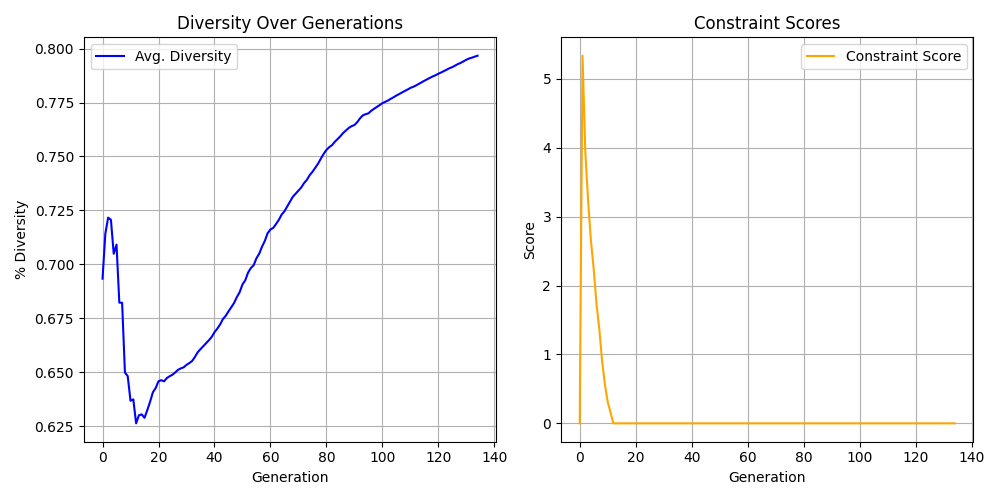 Diversity Over Generations
Avg. Diversity
% Diversity
0.800
0.775
0.750
0.725
0.700
0.675
0.650
0.625
0 20 40 60 80 100 120 140
Generation
Constraint Scores
Constraint Score
Score
5
4
3
2
1
0
0 20 40 60 80 100 120 140
Generation